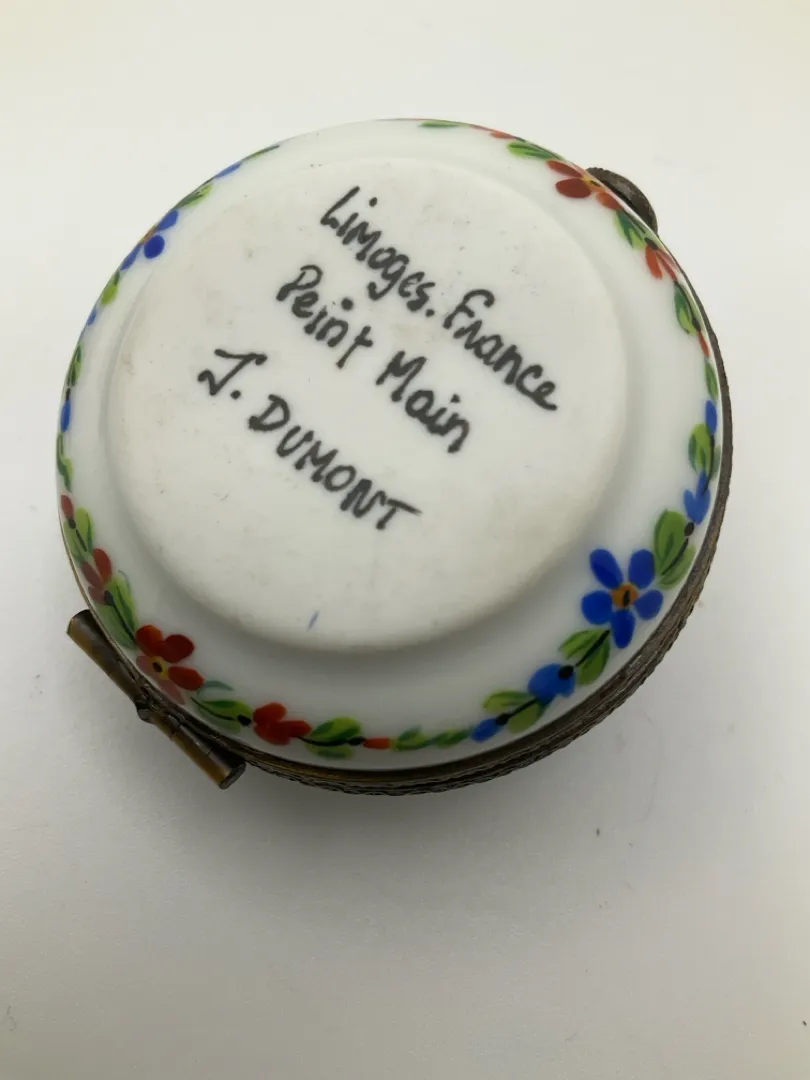 Limoges. France
Peint Main
J. DUMONT